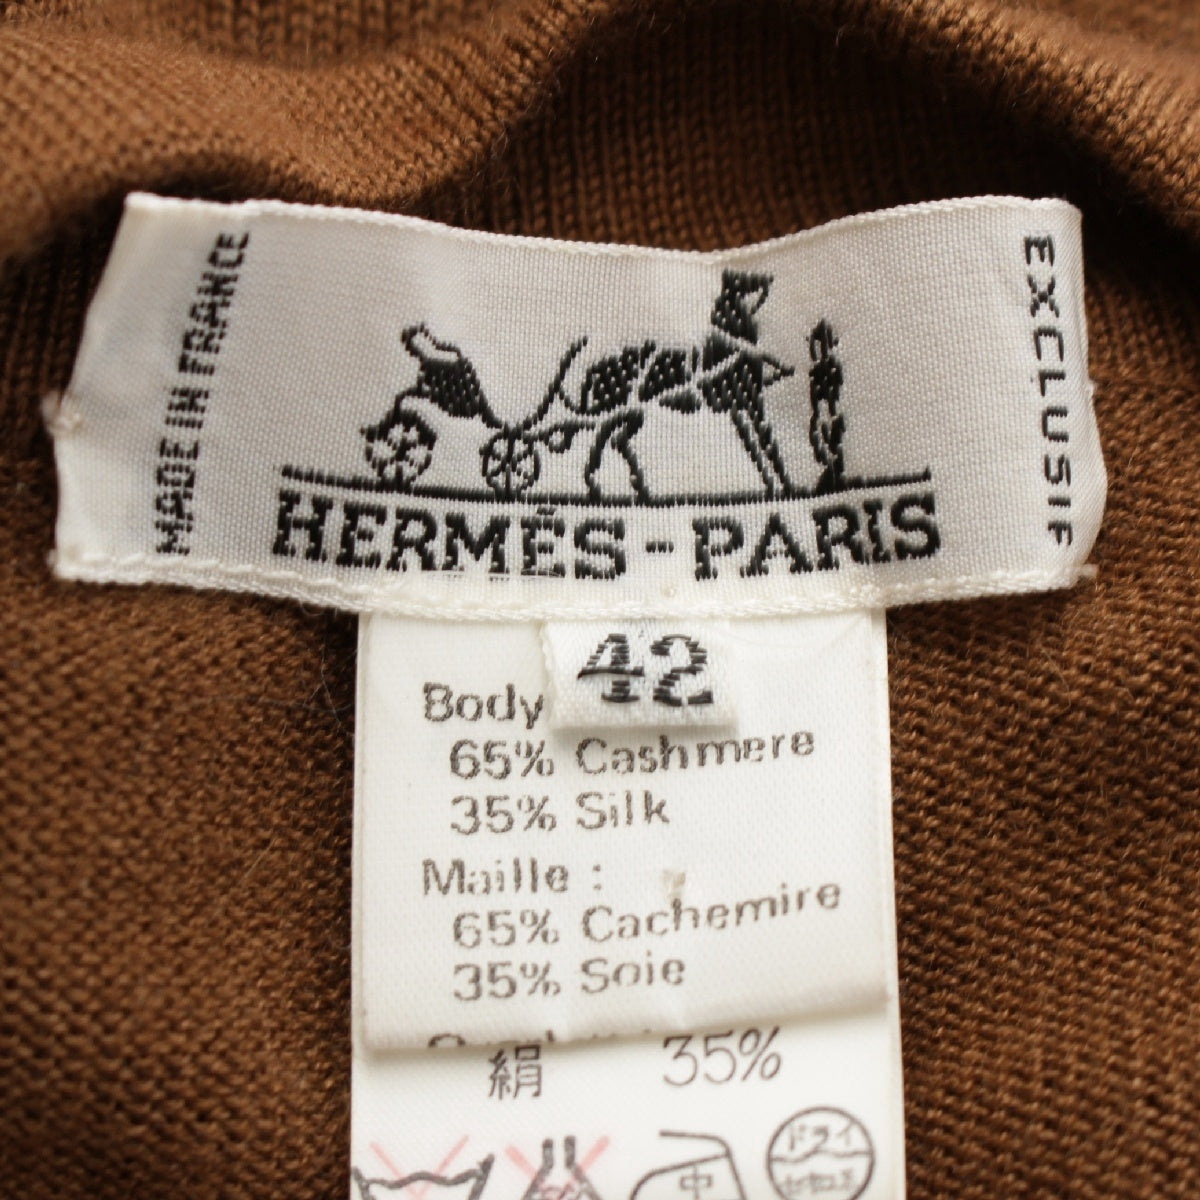 MADE IN FRANCE
EXCLUSIF
HERMÈS-PARIS
42
Body
65% Cashmere
35% Silk
Maille :
65% Cachemire
35% Soie
絹 35%
中
ドライ